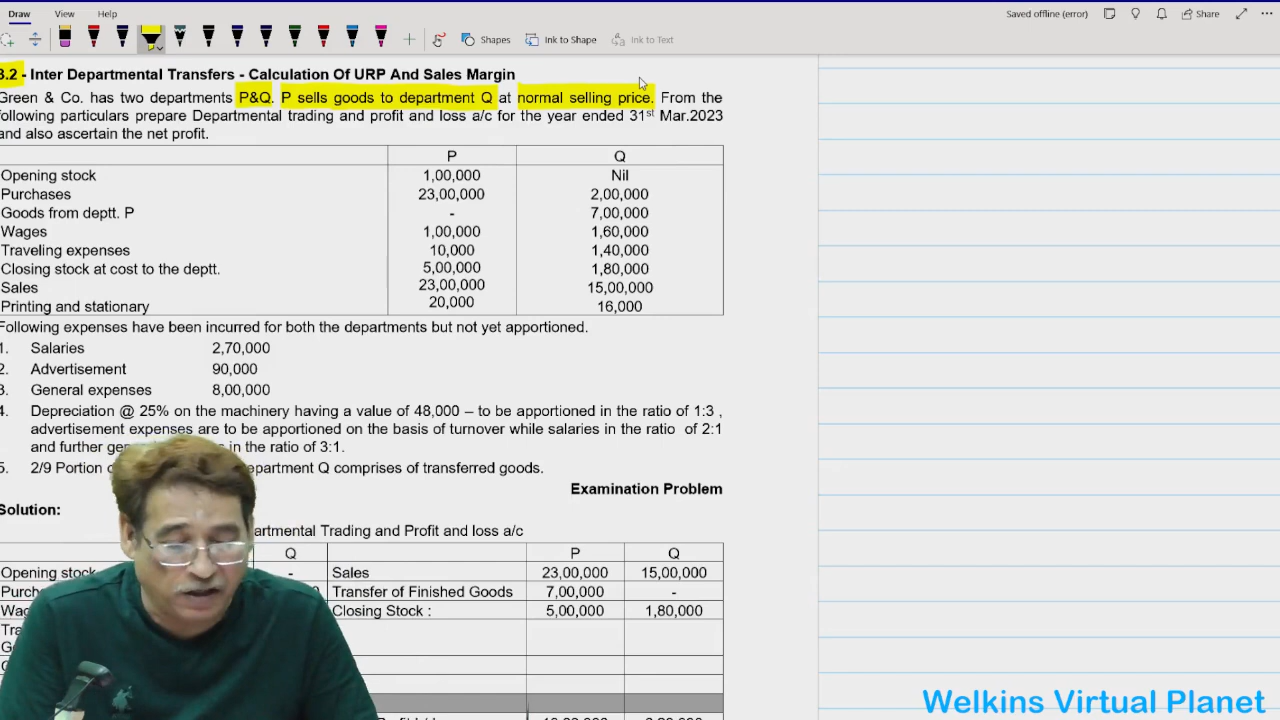 Draw View Help Saved offline (error) Share
Shapes Ink to Shape Ink to Text
3.2 - Inter Departmental Transfers - Calculation Of URP And Sales Margin
Green & Co. has two departments P&Q. P sells goods to department Q at normal selling price. From the
following particulars prepare Departmental trading and profit and loss a/c for the year ended 31st Mar.2023
and also ascertain the net profit.
P Q
Opening stock 1,00,000 Nil
Purchases 23,00,000 2,00,000
Goods from deptt. P - 7,00,000
Wages 1,00,000 1,60,000
Traveling expenses 10,000 1,40,000
Closing stock at cost to the deptt. 5,00,000 1,80,000
Sales 23,00,000 15,00,000
Printing and stationary 20,000 16,000
Following expenses have been incurred for both the departments but not yet apportioned.
1. Salaries 2,70,000
2. Advertisement 90,000
3. General expenses 8,00,000
4. Depreciation @ 25% on the machinery having a value of 48,000 – to be apportioned in the ratio of 1:3 ,
advertisement expenses are to be apportioned on the basis of turnover while salaries in the ratio of 2:1
and further in the ratio of 3:1.
5. 2/9 Portion Q comprises of transferred goods.
Examination Problem
Solution:
Trading and Profit and loss a/c
Q P Q
Opening stock - Sales 23,00,000 15,00,000
Transfer of Finished Goods 7,00,000 -
Closing Stock : 5,00,000 1,80,000
Welkins Virtual Planet